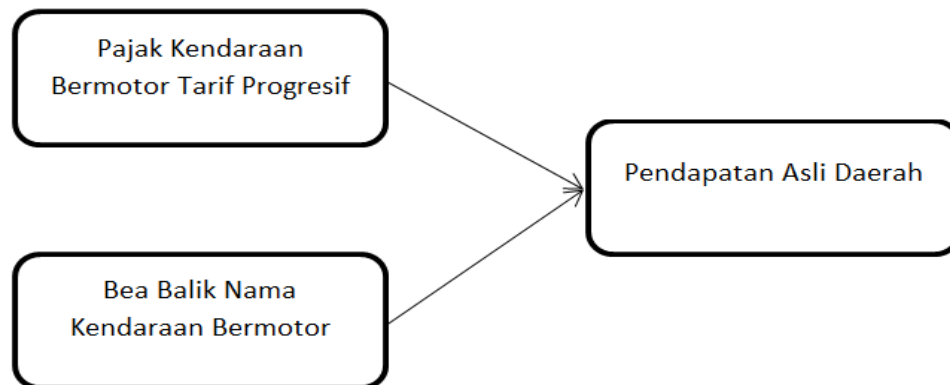 Pajak Kendaraan
Bermotor Tarif Progresif
Pendapatan Asli Daerah
Bea Balik Nama
Kendaraan Bermotor